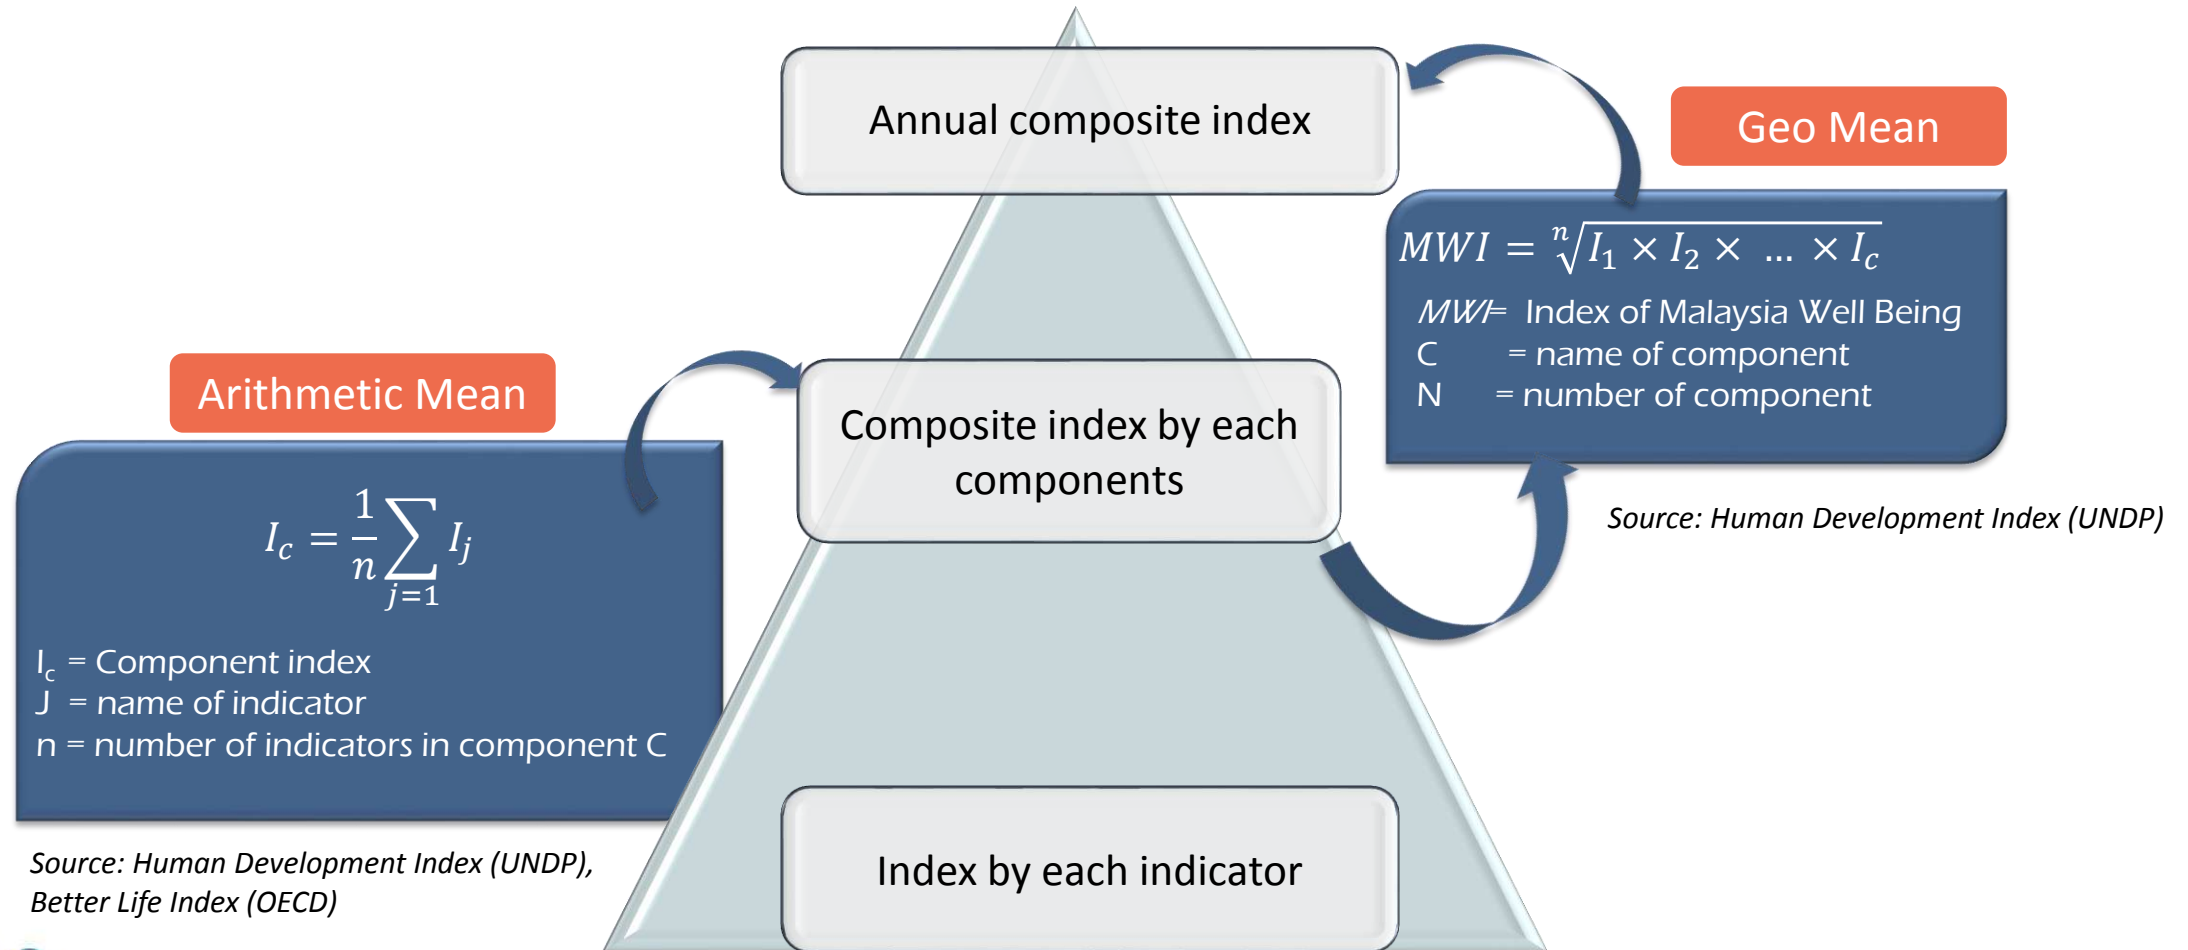 Annual composite index
Geo Mean
MWI = ⁿ√(I₁ × I₂ × … × I_c)
MWI= Index of Malaysia Well Being
C = name of component
N = number of component
Source: Human Development Index (UNDP)
Arithmetic Mean
Composite index by each
components
I_c = 1/n ∑_{j=1} I_j
I_c = Component index
J = name of indicator
n = number of indicators in component C
Source: Human Development Index (UNDP),
Better Life Index (OECD)
Index by each indicator